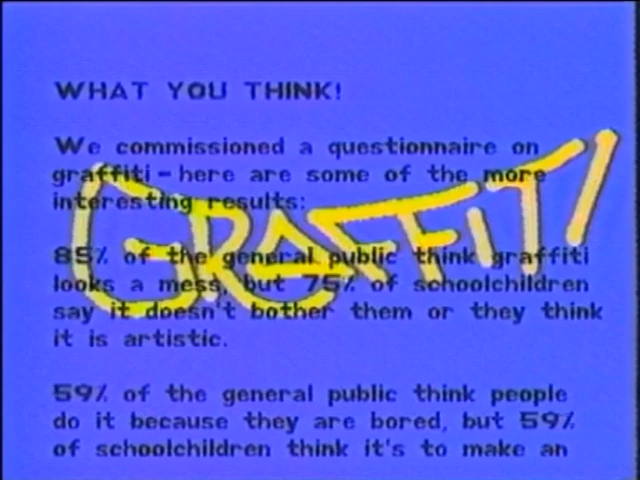 WHAT YOU THINK!
We commissioned a questionnaire on
graffiti - here are some of the more
interesting results:
GRAFFITI
85% of the general public think graffiti
looks a mess, but 75% of schoolchildren
say it doesn't bother them or they think
it is artistic.
59% of the general public think people
do it because they are bored, but 59%
of schoolchildren think it's to make an